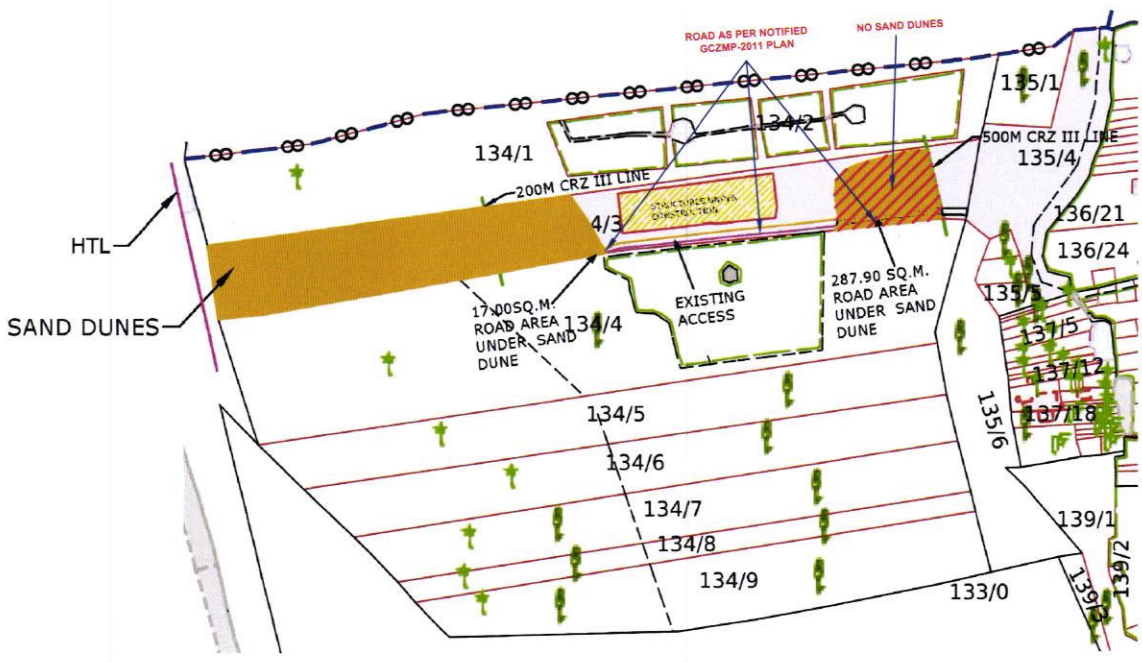 ROAD AS PER NOTIFIED
GCZMP-2011 PLAN
NO SAND DUNES
135/1
134/2
134/1
500M CRZ III LINE
135/4
200M CRZ III LINE
STRUCTURES UNDER
CONSTRUCTION
4/3
136/21
HTL
136/24
287.90 SQ.M.
ROAD AREA
UNDER SAND
DUNE
EXISTING
ACCESS
135/5
17.00SQ.M.
ROAD AREA
UNDER SAND
DUNE
134/4
SAND DUNES
137/5
137/12
137/18
134/5
135/6
134/6
134/7
139/1
134/8
134/9
133/0
139/3
139/2